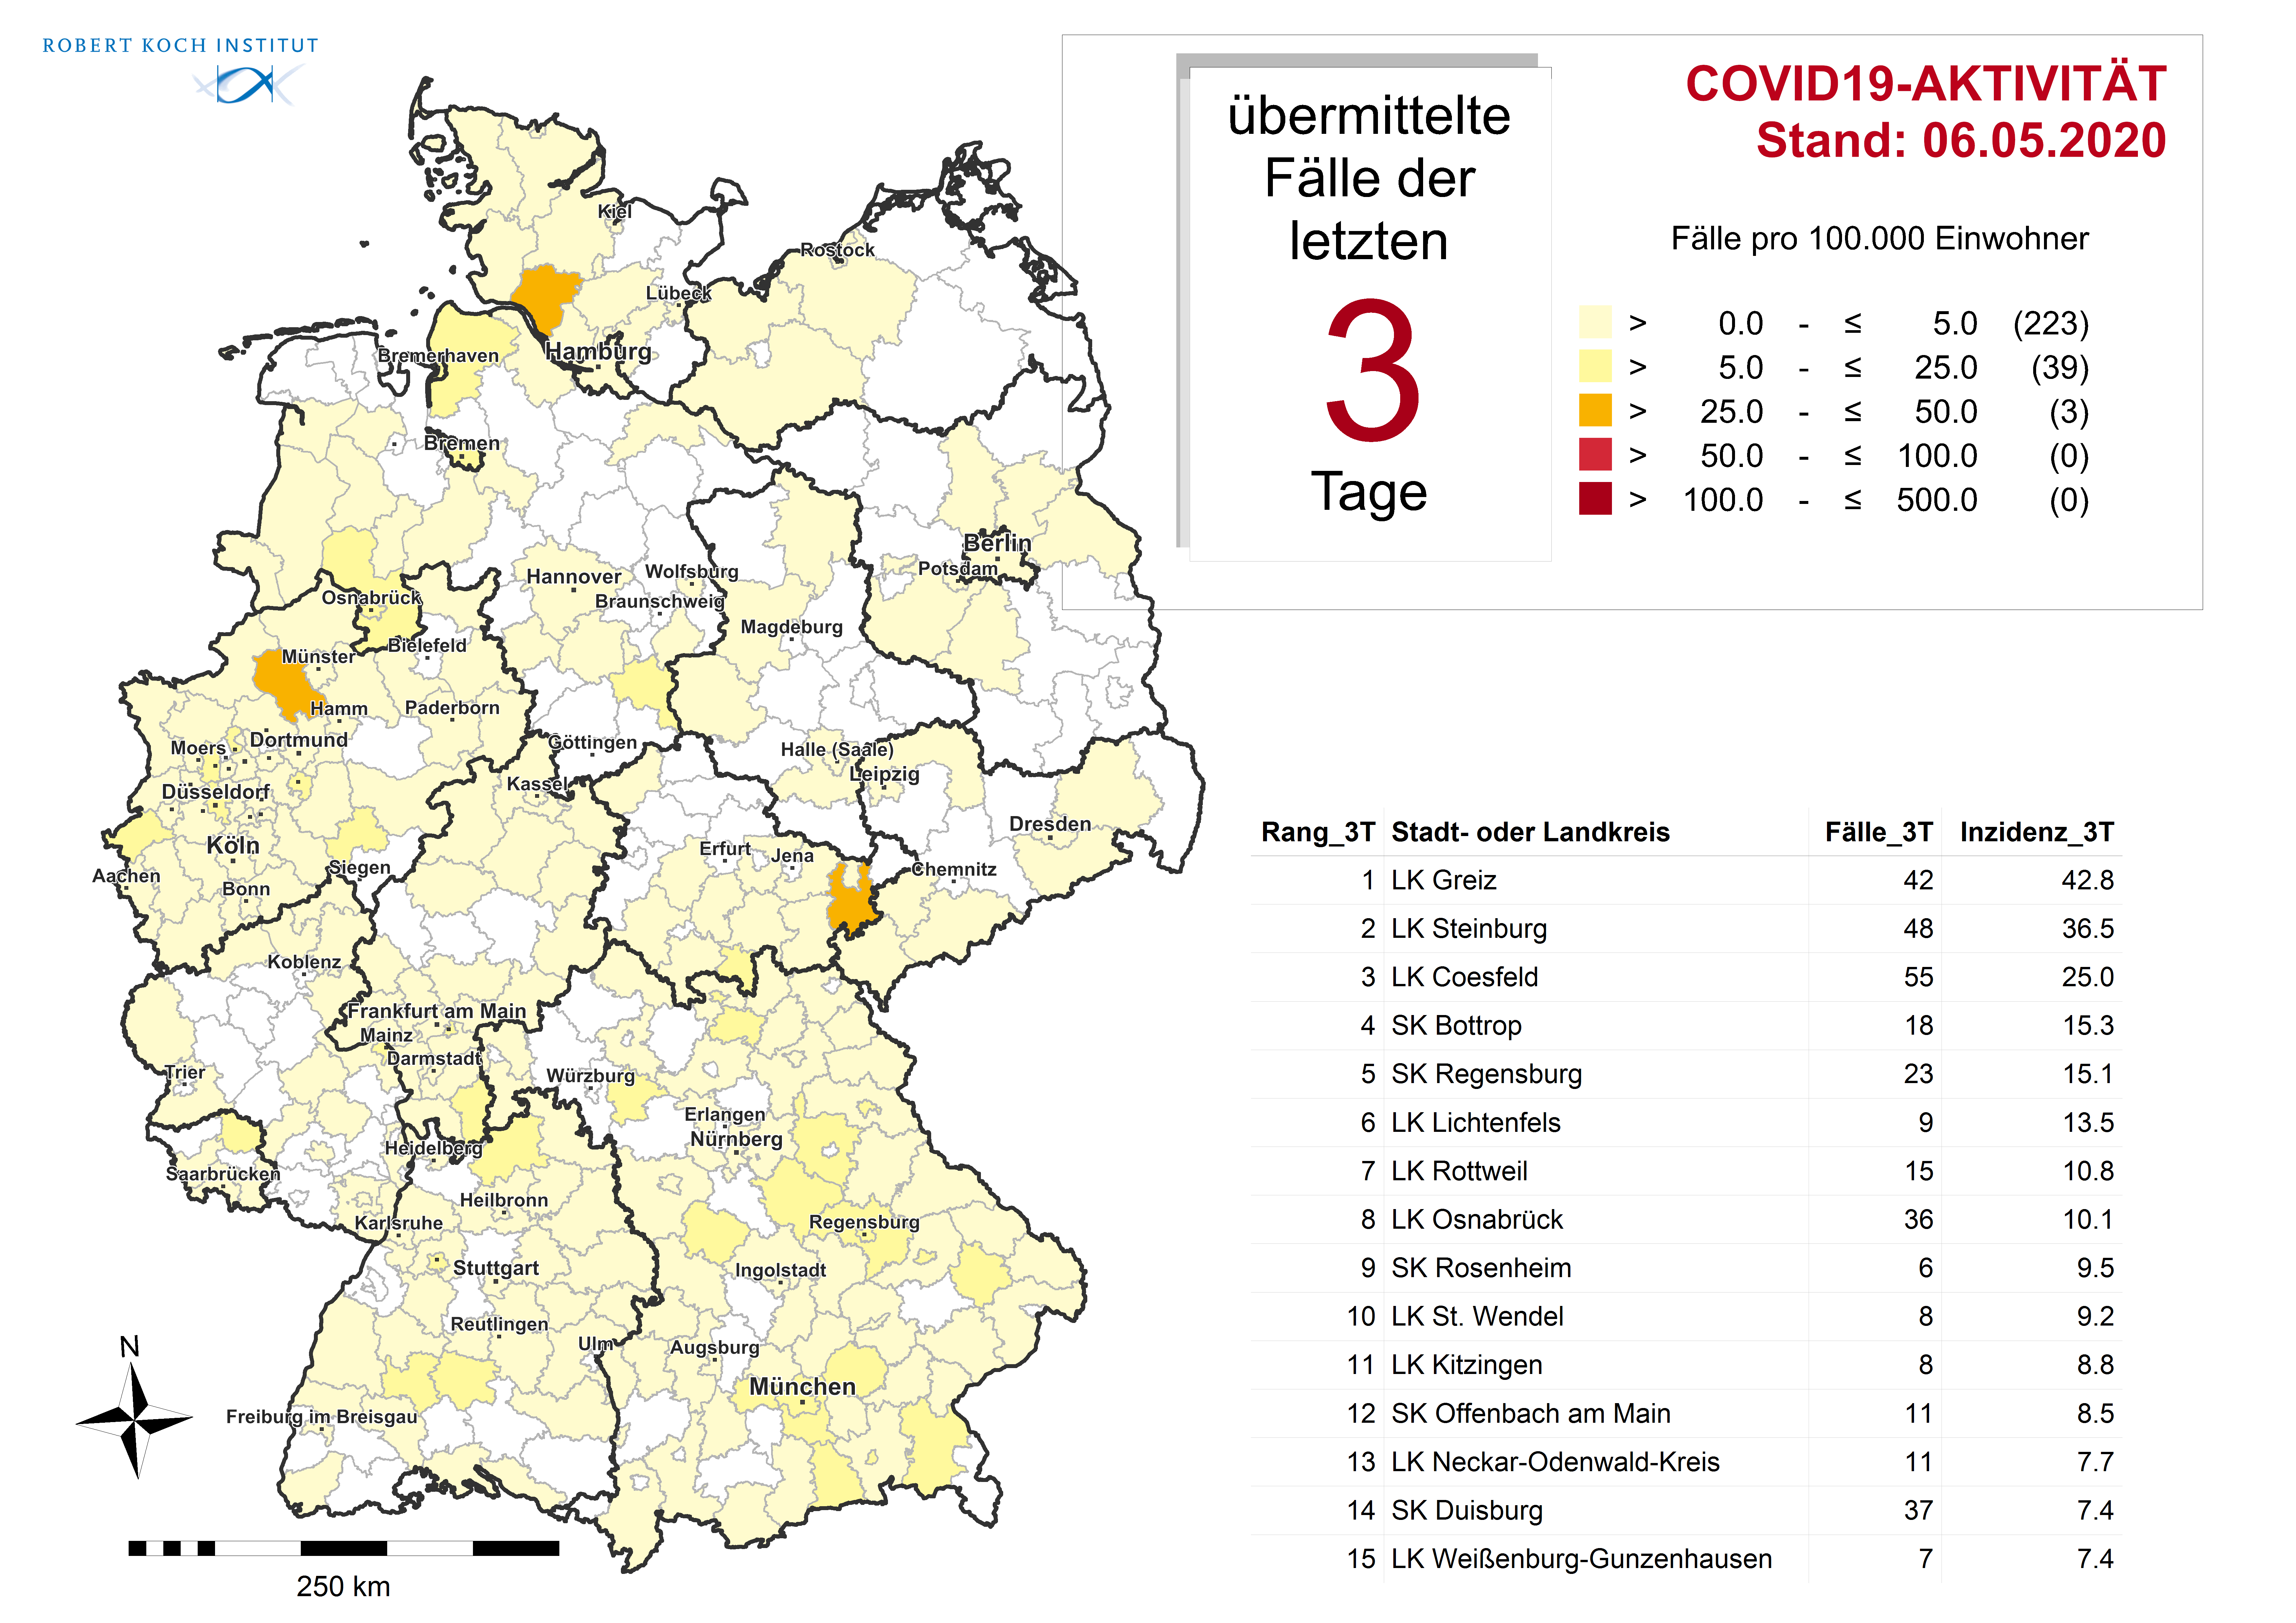 ROBERT KOCH INSTITUT
übermittelte
Fälle der
letzten
3
Tage
COVID19-AKTIVITÄT
Stand: 06.05.2020
Fälle pro 100.000 Einwohner
> 0.0 - ≤ 5.0 (223)
> 5.0 - ≤ 25.0 (39)
> 25.0 - ≤ 50.0 (3)
> 50.0 - ≤ 100.0 (0)
> 100.0 - ≤ 500.0 (0)
Kiel
Rostock
Lübeck
Bremerhaven
Hamburg
Bremen
Berlin
Potsdam
Hannover
Wolfsburg
Braunschweig
Osnabrück
Magdeburg
Bielefeld
Münster
Hamm
Paderborn
Moers
Dortmund
Göttingen
Halle (Saale)
Leipzig
Kassel
Düsseldorf
Dresden
Köln
Erfurt
Jena
Siegen
Chemnitz
Aachen
Bonn
Koblenz
Frankfurt am Main
Mainz
Darmstadt
Trier
Würzburg
Erlangen
Nürnberg
Heidelberg
Saarbrücken
Heilbronn
Karlsruhe
Regensburg
Stuttgart
Ingolstadt
Reutlingen
Ulm
Augsburg
München
Freiburg im Breisgau
N
250 km
Rang_3T Stadt- oder Landkreis Fälle_3T Inzidenz_3T
1 LK Greiz 42 42.8
2 LK Steinburg 48 36.5
3 LK Coesfeld 55 25.0
4 SK Bottrop 18 15.3
5 SK Regensburg 23 15.1
6 LK Lichtenfels 9 13.5
7 LK Rottweil 15 10.8
8 LK Osnabrück 36 10.1
9 SK Rosenheim 6 9.5
10 LK St. Wendel 8 9.2
11 LK Kitzingen 8 8.8
12 SK Offenbach am Main 11 8.5
13 LK Neckar-Odenwald-Kreis 11 7.7
14 SK Duisburg 37 7.4
15 LK Weißenburg-Gunzenhausen 7 7.4